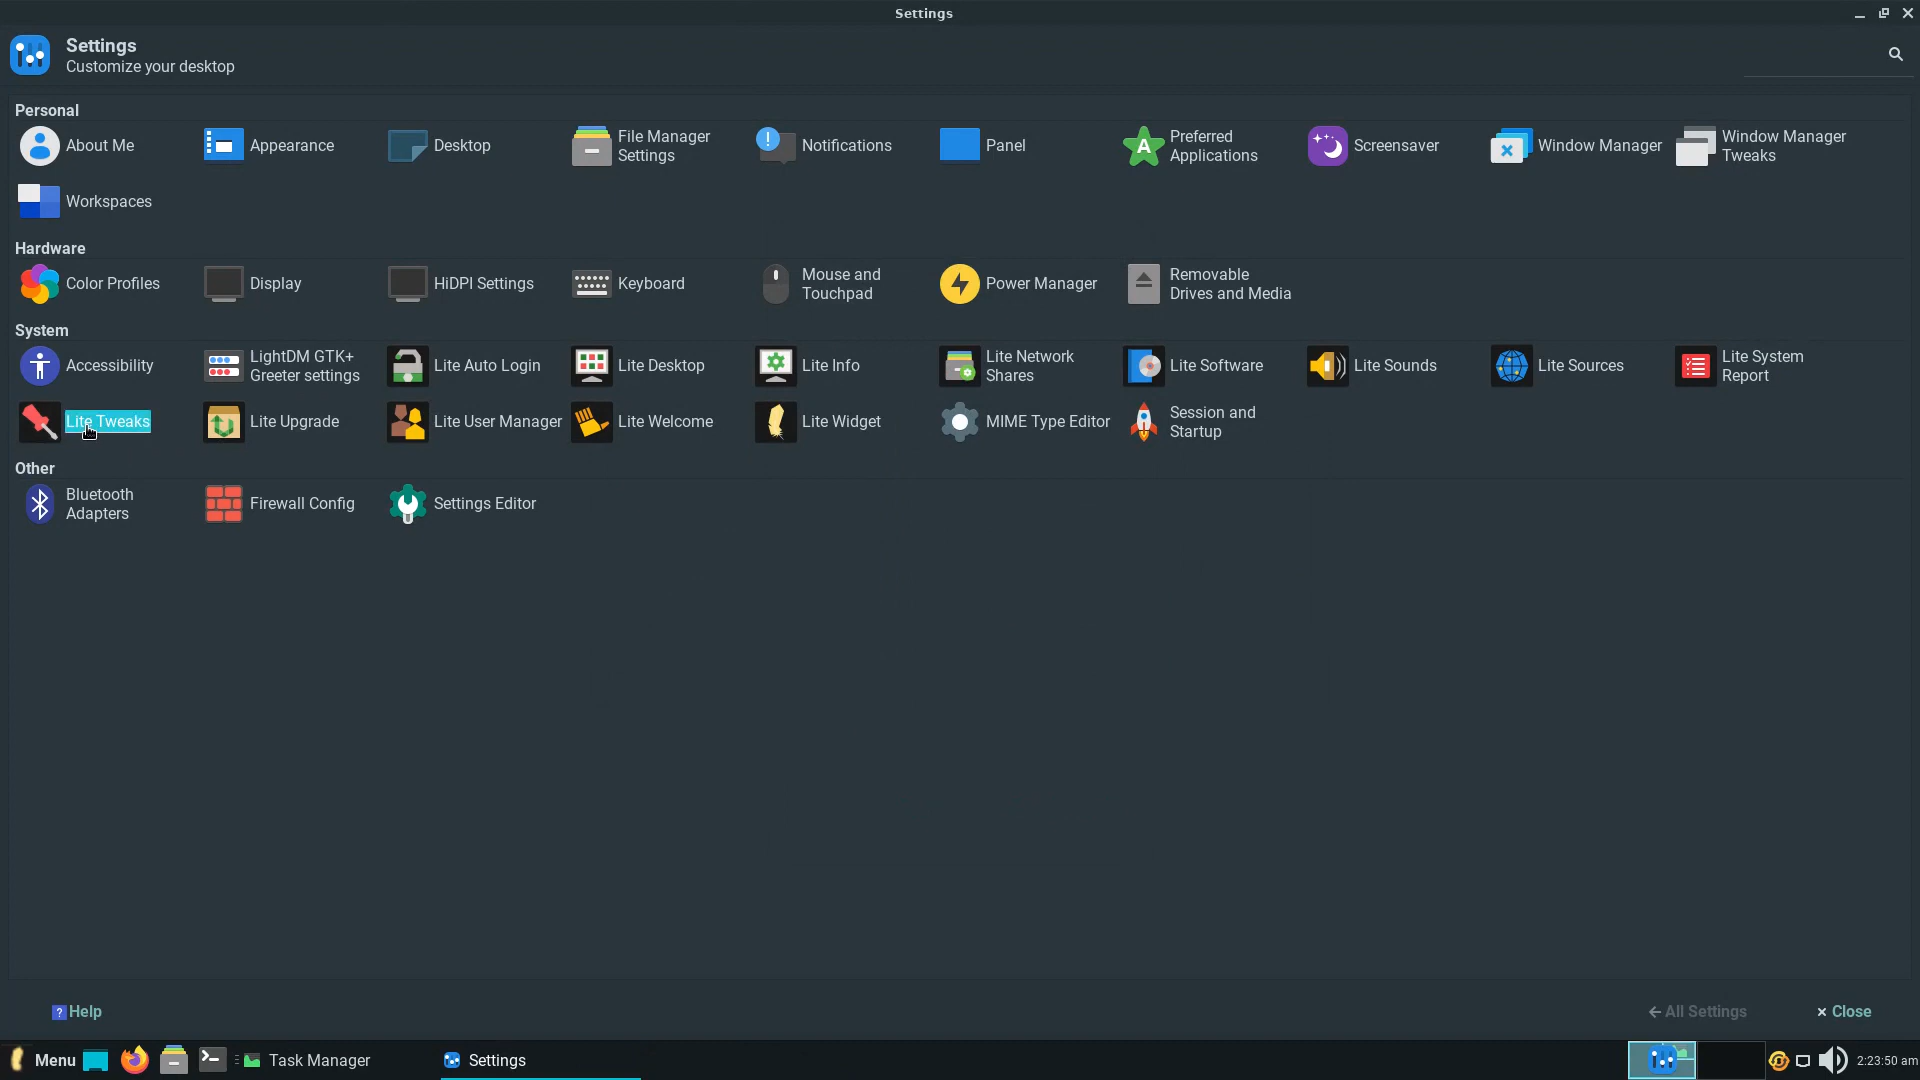 Settings
Settings
Customize your desktop
Personal
About Me
Appearance
Desktop
File Manager
Settings
Notifications
Panel
Preferred
Applications
Screensaver
Window Manager
Window Manager
Tweaks
Workspaces
Hardware
Color Profiles
Display
HiDPI Settings
Keyboard
Mouse and
Touchpad
Power Manager
Removable
Drives and Media
System
Accessibility
LightDM GTK+
Greeter settings
Lite Auto Login
Lite Desktop
Lite Info
Lite Network
Shares
Lite Software
Lite Sounds
Lite Sources
Lite System
Report
Lite Tweaks
Lite Upgrade
Lite User Manager
Lite Welcome
Lite Widget
MIME Type Editor
Session and
Startup
Other
Bluetooth
Adapters
Firewall Config
Settings Editor
Help
All Settings
Close
Menu
Task Manager
Settings
2:23:50 am